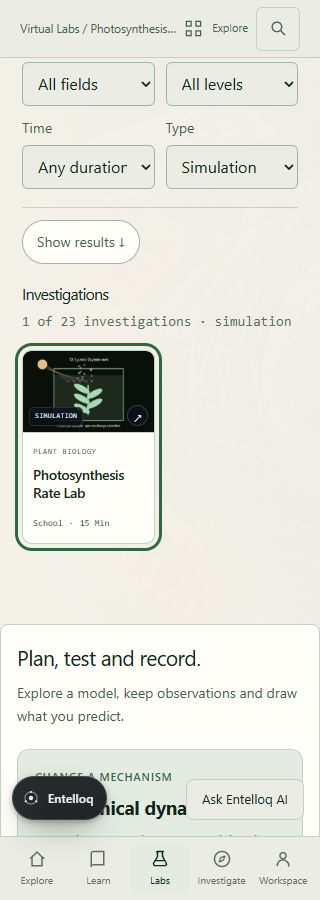 Virtual Labs / Photosynthesis...
Explore
All fields
All levels
Time
Type
Any duration
Simulation
Show results ↓
Investigations
1 of 23 investigations · simulation
SIMULATION
PLANT BIOLOGY
Photosynthesis
Rate Lab
School · 15 Min
Plan, test and record.
Explore a model, keep observations and draw
what you predict.
CHANGE A MECHANISM
Entelloq
Ask Entelloq AI
Explore
Learn
Labs
Investigate
Workspace